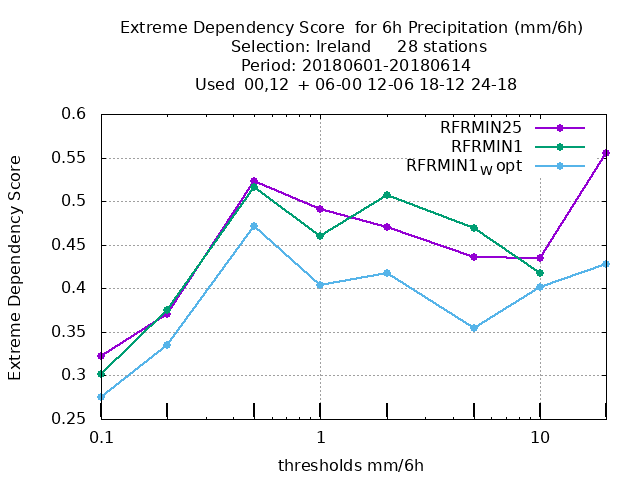 Extreme Dependency Score  for 6h Precipitation (mm/6h)
Selection: Ireland     28 stations
Period: 20180601-20180614
Used  00,12  + 06-00 12-06 18-12 24-18
RFRMIN25
RFRMIN1
RFRMIN1W opt
Extreme Dependency Score
0.6
0.55
0.5
0.45
0.4
0.35
0.3
0.25
0.1 1 10
thresholds mm/6h